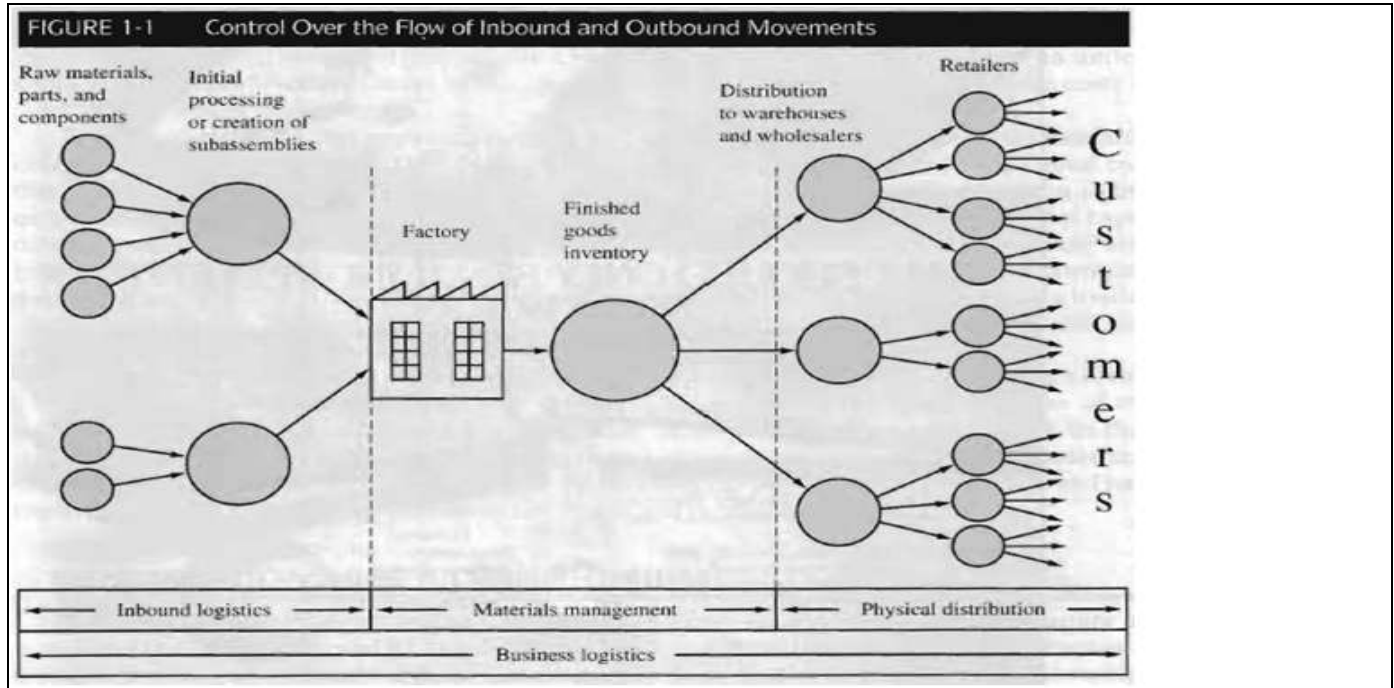 FIGURE 1-1 Control Over the Flow of Inbound and Outbound Movements
Raw materials,
parts, and
components
Initial
processing
or creation of
subassemblies
Factory
Finished
goods
inventory
Distribution
to warehouses
and wholesalers
Retailers
Customers
Inbound logistics
Materials management
Physical distribution
Business logistics